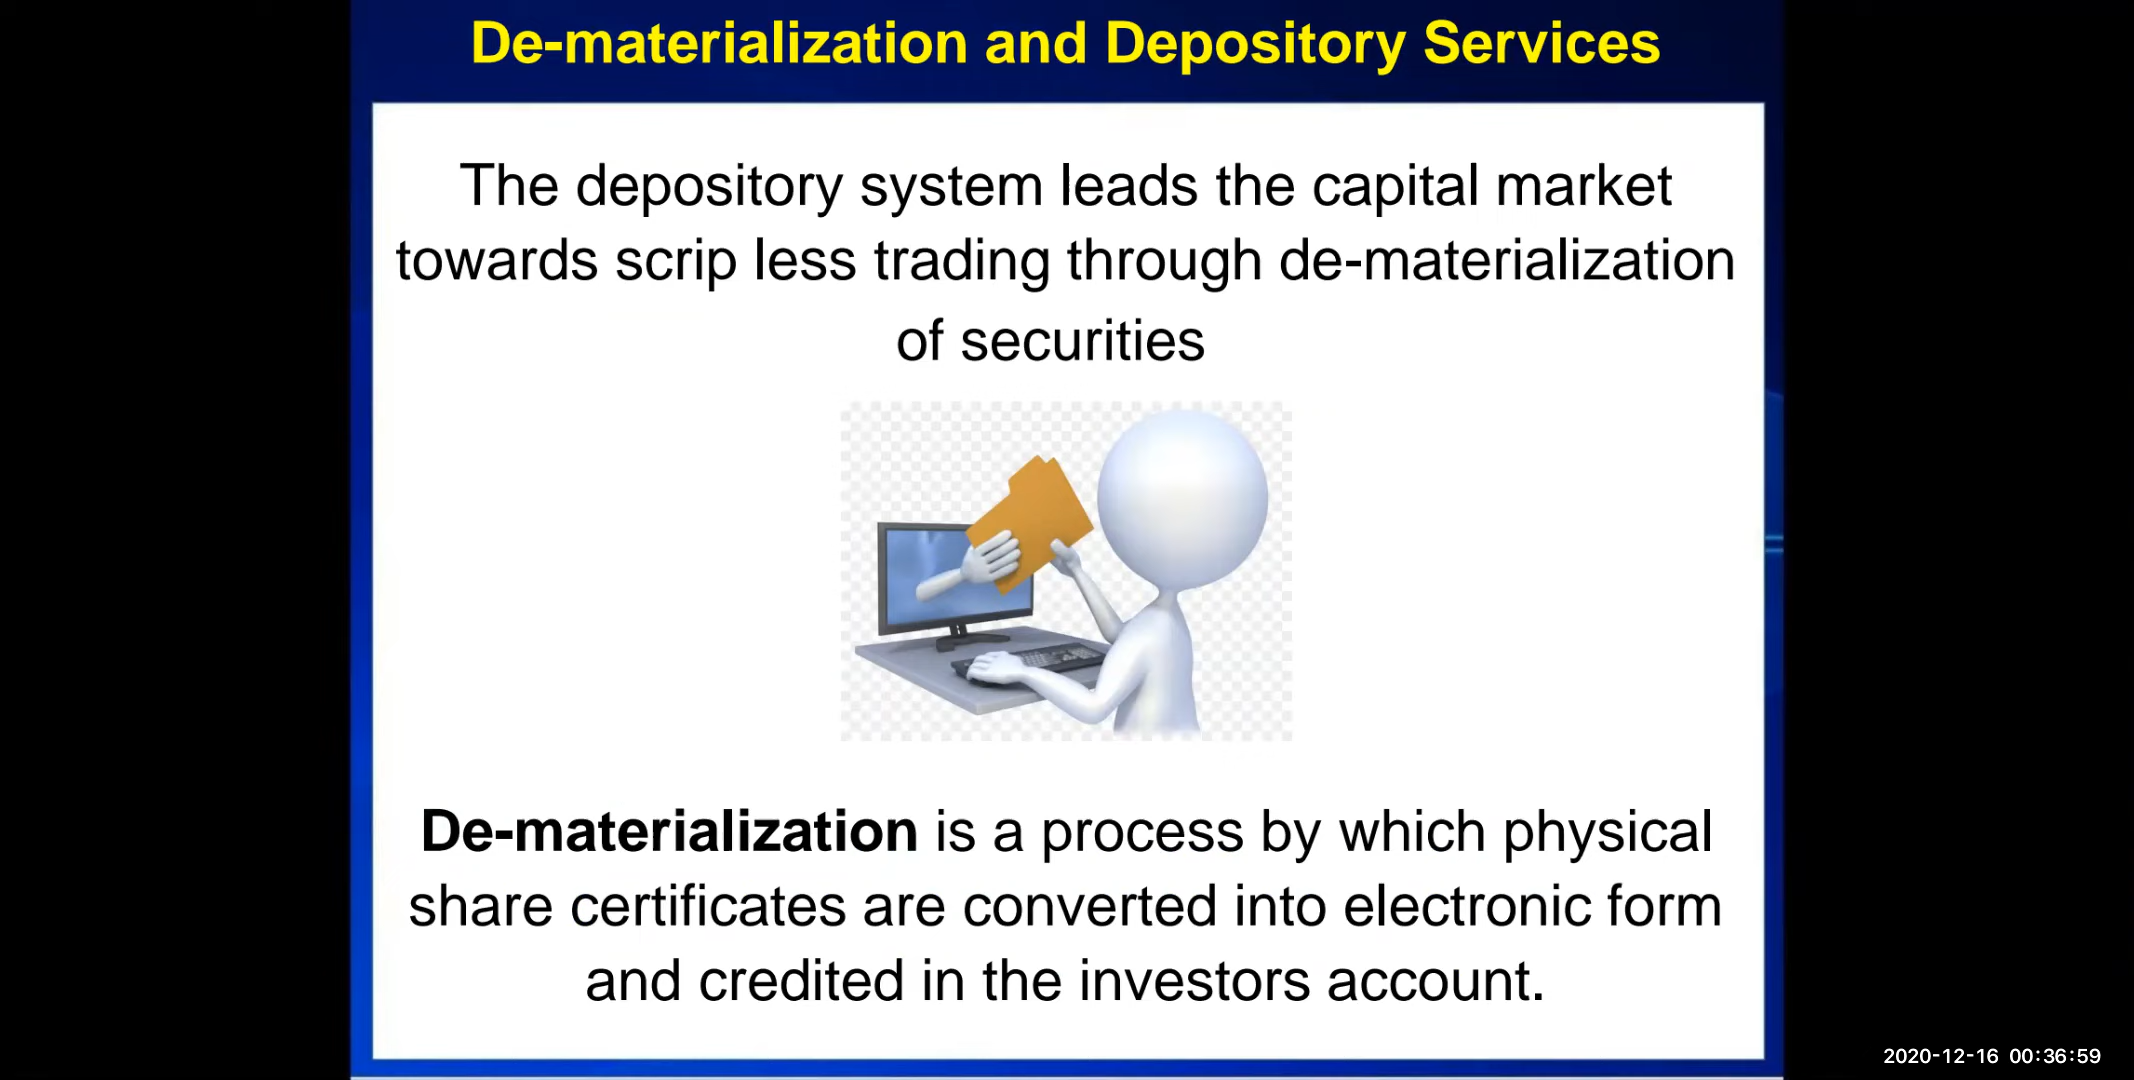 De-materialization and Depository Services
The depository system leads the capital market
towards scrip less trading through de-materialization
of securities
De-materialization is a process by which physical
share certificates are converted into electronic form
and credited in the investors account.
2020-12-16 00:36:59